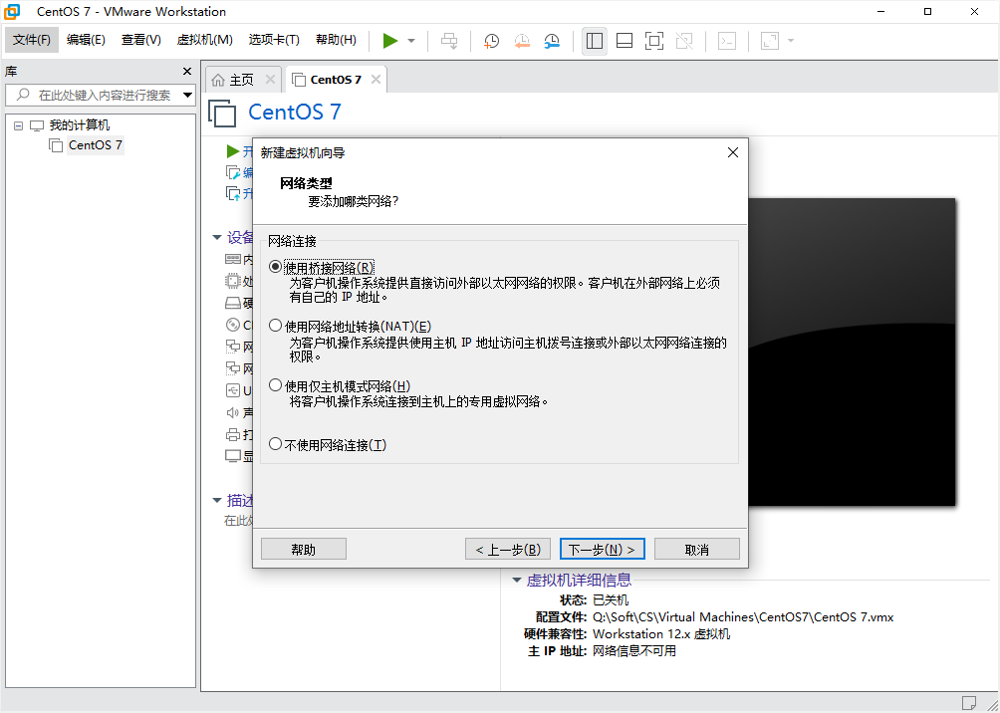 CentOS 7 - VMware Workstation
文件(F) 编辑(E) 查看(V) 虚拟机(M) 选项卡(T) 帮助(H)
库
在此处键入内容进行搜索
我的计算机
CentOS 7
主页 CentOS 7
CentOS 7
开
编
升
设备
内
处
硬
网
网
U
声
打
显
描述
在此
新建虚拟机向导
网络类型
要添加哪类网络?
网络连接
使用桥接网络(R)
为客户机操作系统提供直接访问外部以太网网络的权限。客户机在外部网络上必须
有自己的 IP 地址。
使用网络地址转换(NAT)(E)
为客户机操作系统提供使用主机 IP 地址访问主机拨号连接或外部以太网网络连接的
权限。
使用仅主机模式网络(H)
将客户机操作系统连接到主机上的专用虚拟网络。
不使用网络连接(T)
帮助 < 上一步(B) 下一步(N) > 取消
虚拟机详细信息
状态: 已关机
配置文件: Q:\Soft\CS\Virtual Machines\CentOS7\CentOS 7.vmx
硬件兼容性: Workstation 12.x 虚拟机
主 IP 地址: 网络信息不可用